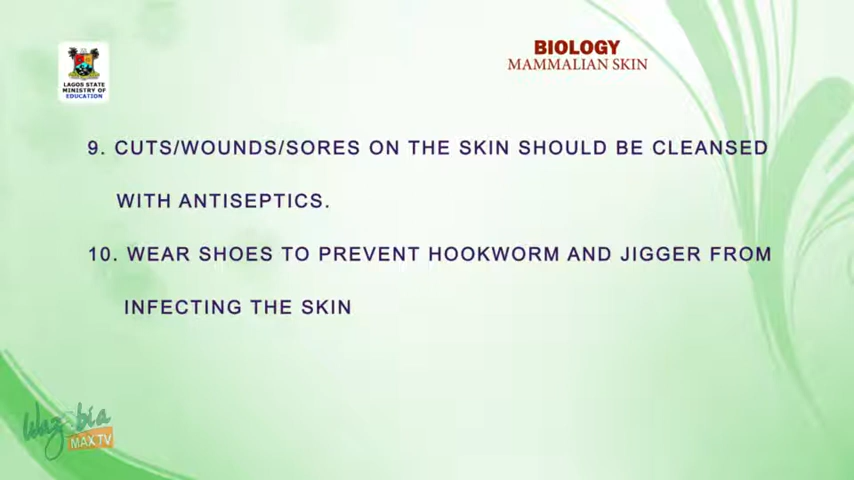 LAGOS STATE
MINISTRY OF
EDUCATION
BIOLOGY
MAMMALIAN SKIN
9. CUTS/WOUNDS/SORES ON THE SKIN SHOULD BE CLEANSED
WITH ANTISEPTICS.
10. WEAR SHOES TO PREVENT HOOKWORM AND JIGGER FROM
INFECTING THE SKIN
Wazobia
MAX TV